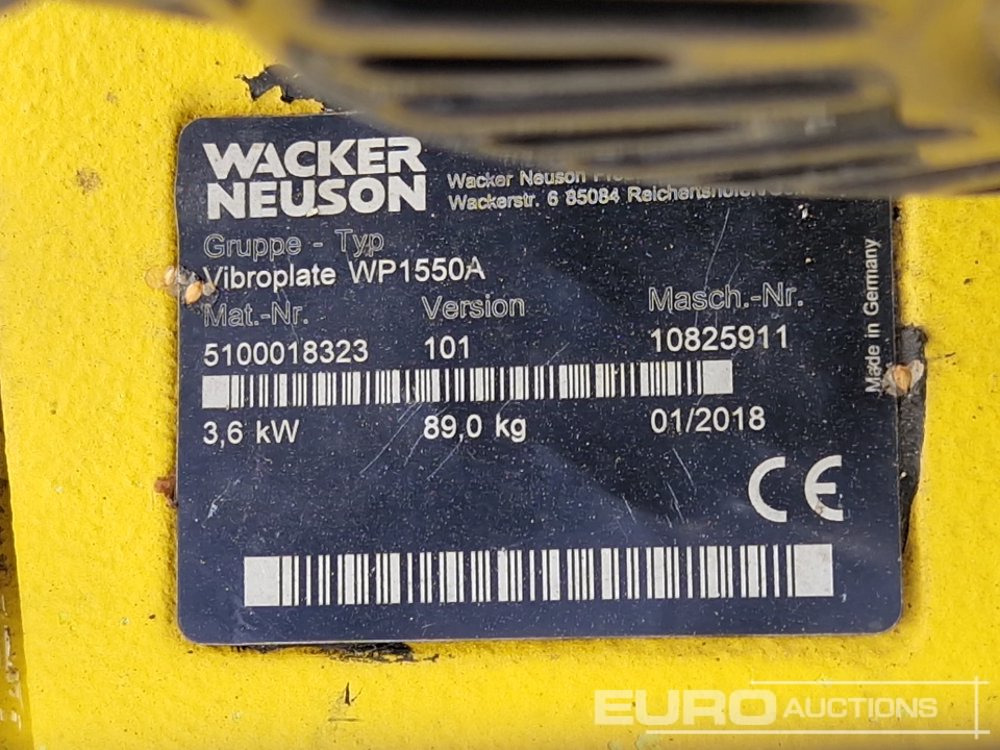 WACKER
NEUSON
Wacker Neuson
Wackerstr. 6 85084 Reichertshofen
Gruppe - Typ
Vibroplate WP1550A
Mat.-Nr. Version Masch.-Nr.
5100018323 101 10825911
3,6 kW 89,0 kg 01/2018
CE
Made in Germany
EURO AUCTIONS